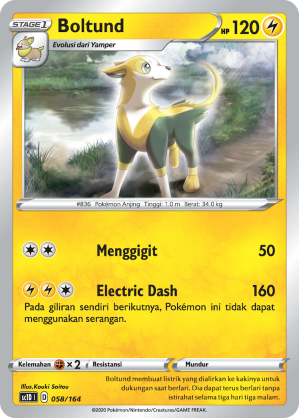 STAGE 1
Boltund
HP 120
Evolusi dari Yamper
#836 Pokémon Anjing Tinggi: 1.0 m Berat: 34.0 kg
Menggigit 50
Electric Dash 160
Pada giliran sendiri berikutnya, Pokémon ini tidak dapat
menggunakan serangan.
Kelemahan × 2 Resistansi Mundur
Boltund membuat listrik yang dialirkan ke kakinya untuk
dukungan saat berlari. Dapat terus berlari tanpa
istirahat selama tiga hari tiga malam.
Illus. Kouki Saitou
sc1D I D 058/164
©2020 Pokémon/Nintendo/Creatures/GAME FREAK.